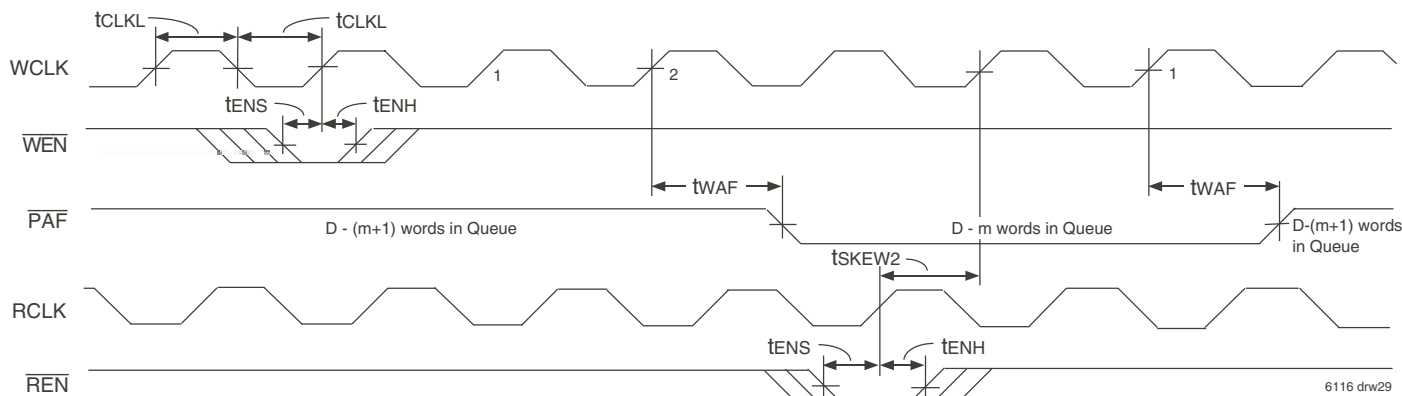 tCLKL tCLKL
WCLK 1 2 1
tENS tENH
WEN
tWAF tWAF
PAF D - (m+1) words in Queue D - m words in Queue D-(m+1) words
in Queue
tSKEW2
RCLK
tENS tENH
REN
6116 drw29